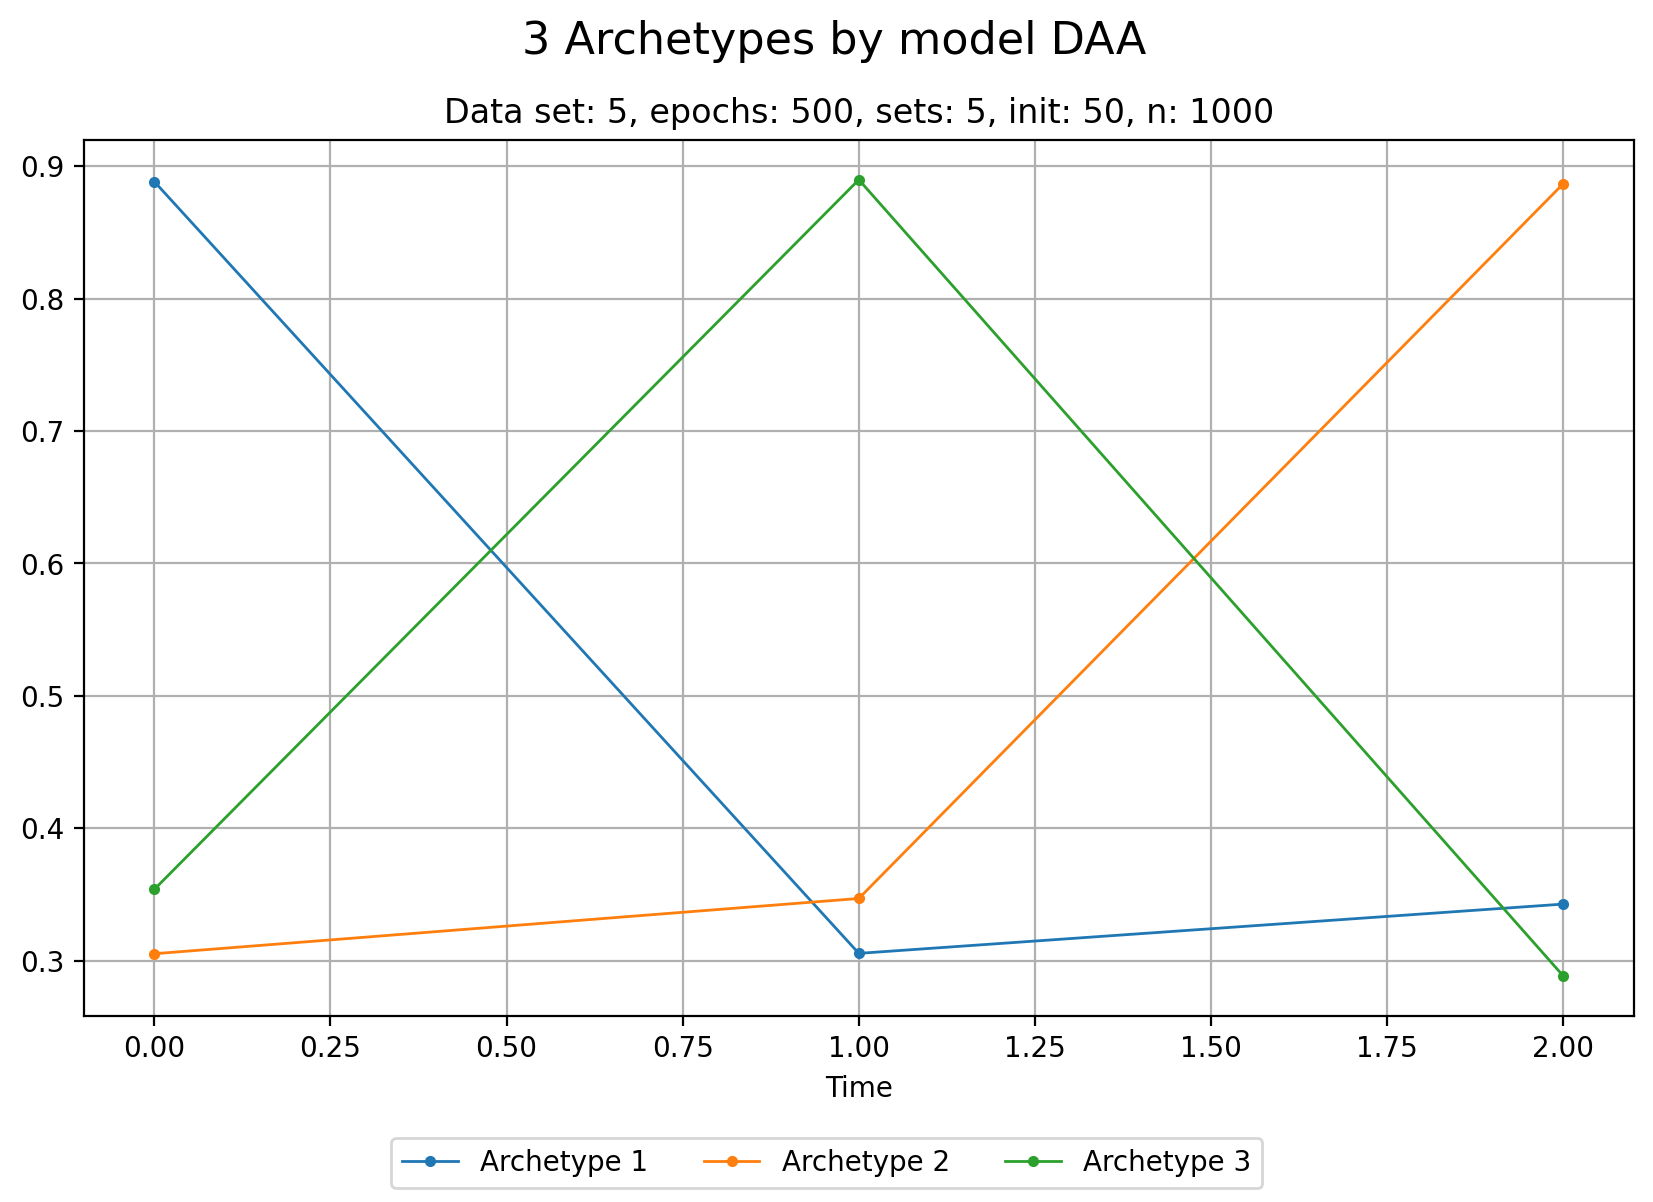 3 Archetypes by model DAA
Data set: 5, epochs: 500, sets: 5, init: 50, n: 1000
0.9
0.8
0.7
0.6
0.5
0.4
0.3
0.00 0.25 0.50 0.75 1.00 1.25 1.50 1.75 2.00
Time
Archetype 1 Archetype 2 Archetype 3